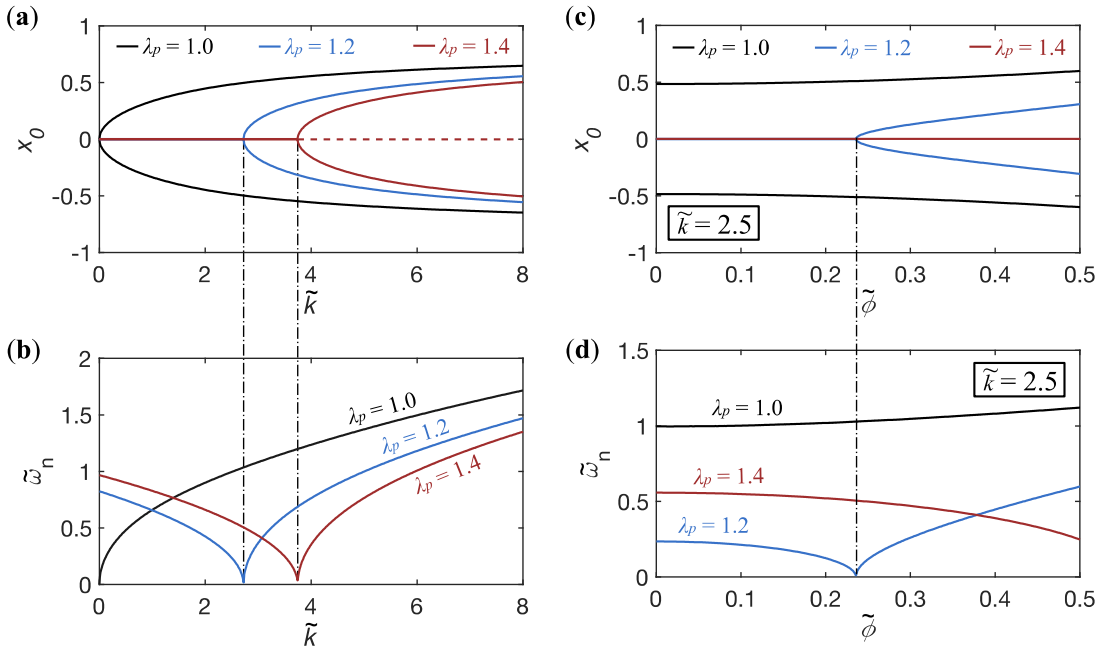 (a)
λp = 1.0 λp = 1.2 λp = 1.4
1
0.5
0
-0.5
-1
x0
0 2 4 6 8
k̃
(b)
2
1.5
1
0.5
0
ω̃n
λp = 1.0
λp = 1.2
λp = 1.4
0 2 4 6 8
k̃
(c)
λp = 1.0 λp = 1.2 λp = 1.4
1
0.5
0
-0.5
-1
x0
k̃ = 2.5
0 0.1 0.2 0.3 0.4 0.5
ϕ̃
(d)
1.5
1
0.5
0
ω̃n
k̃ = 2.5
λp = 1.0
λp = 1.4
λp = 1.2
0 0.1 0.2 0.3 0.4 0.5
ϕ̃